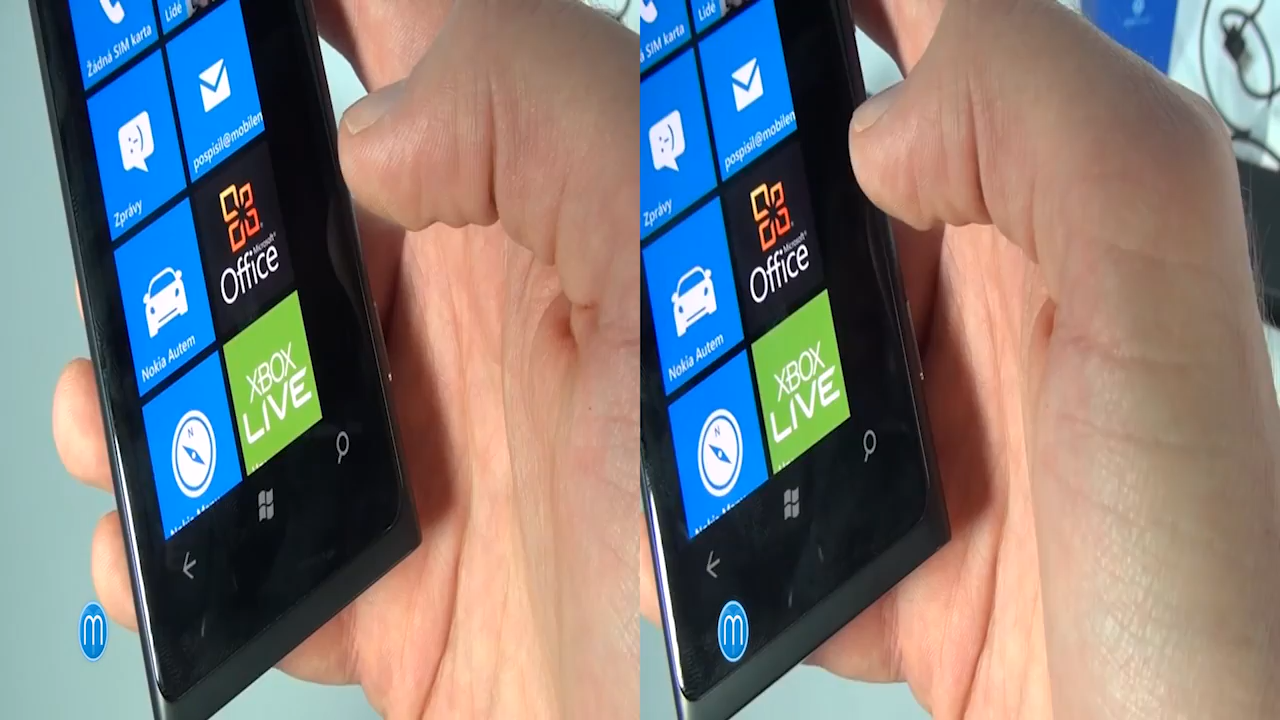 Žádná SIM karta
Lidé
Zprávy
pospisil@mobilen
Microsoft
Office
Nokia Autem
XBOX
LIVE
N
m
a SIM karta
Lidé
Zprávy
pospisil@mobilen
Microsoft
Office
Nokia Autem
XBOX
LIVE
N
m